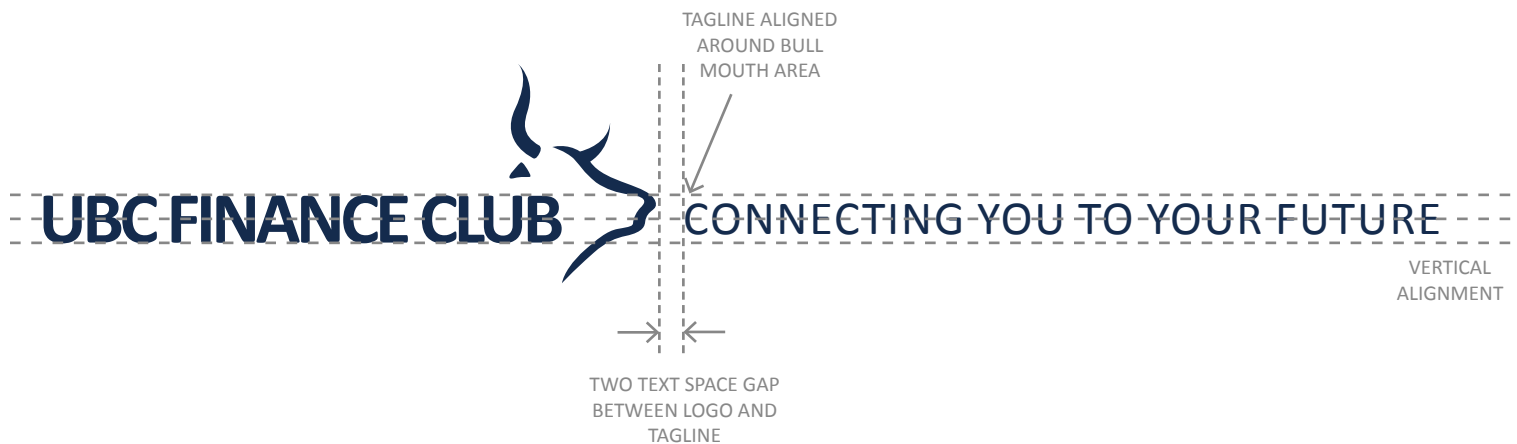 TAGLINE ALIGNED
AROUND BULL
MOUTH AREA
UBC FINANCE CLUB
CONNECTING YOU TO YOUR FUTURE
VERTICAL
ALIGNMENT
TWO TEXT SPACE GAP
BETWEEN LOGO AND
TAGLINE